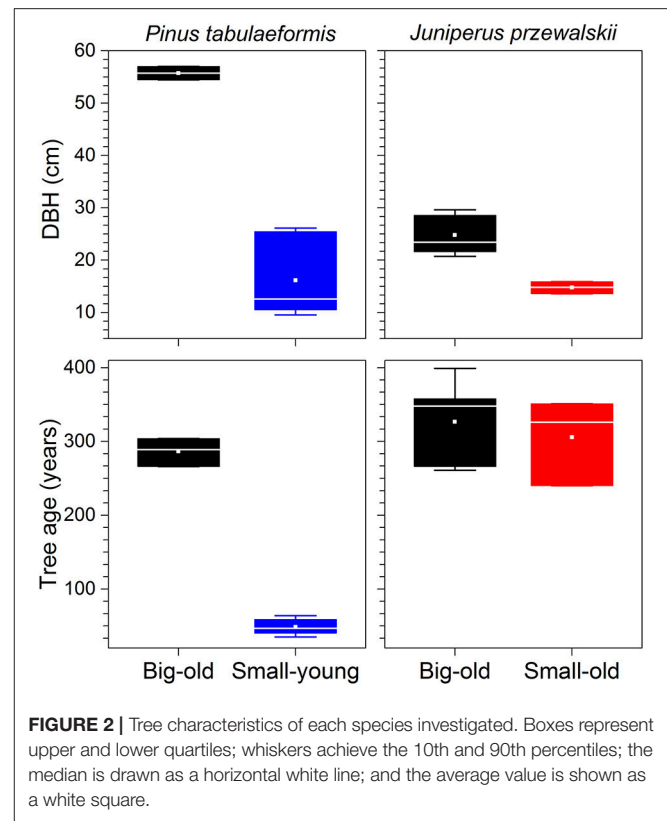 Pinus tabulaeformis
Juniperus przewalskii
60
50
40
30
20
10
DBH (cm)
400
300
200
100
Tree age (years)
Big-old Small-young
Big-old Small-old
FIGURE 2 | Tree characteristics of each species investigated. Boxes represent
upper and lower quartiles; whiskers achieve the 10th and 90th percentiles; the
median is drawn as a horizontal white line; and the average value is shown as
a white square.